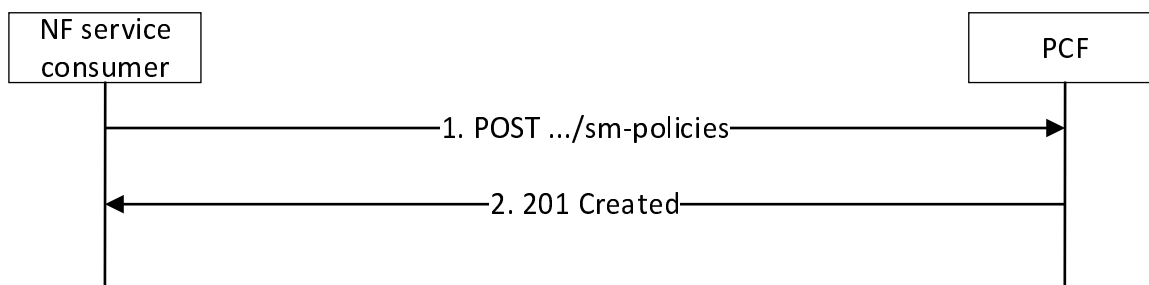 NF service
consumer
PCF
1. POST .../sm-policies
2. 201 Created